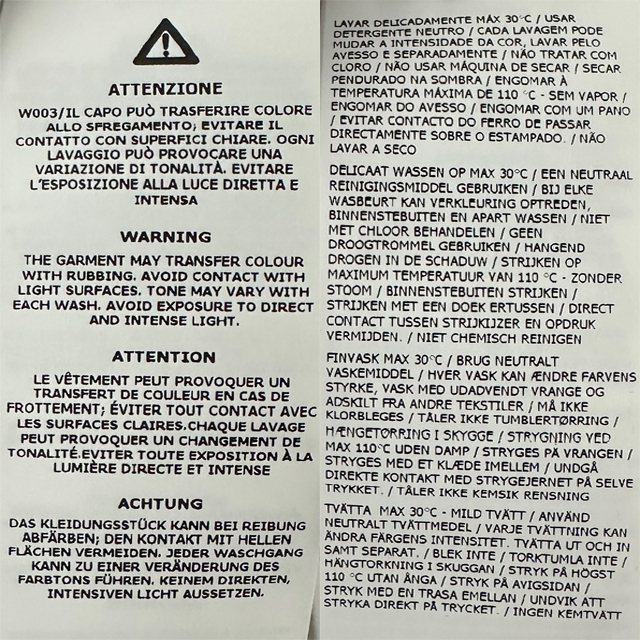 ATTENZIONE
W003/IL CAPO PUÒ TRASFERIRE COLORE
ALLO SFREGAMENTO; EVITARE IL
CONTATTO CON SUPERFICI CHIARE. OGNI
LAVAGGIO PUÒ PROVOCARE UNA
VARIAZIONE DI TONALITÀ. EVITARE
L'ESPOSIZIONE ALLA LUCE DIRETTA E
INTENSA
WARNING
THE GARMENT MAY TRANSFER COLOUR
WITH RUBBING. AVOID CONTACT WITH
LIGHT SURFACES. TONE MAY VARY WITH
EACH WASH. AVOID EXPOSURE TO DIRECT
AND INTENSE LIGHT.
ATTENTION
LE VÊTEMENT PEUT PROVOQUER UN
TRANSFERT DE COULEUR EN CAS DE
FROTTEMENT; ÉVITER TOUT CONTACT AVEC
LES SURFACES CLAIRES.CHAQUE LAVAGE
PEUT PROVOQUER UN CHANGEMENT DE
TONALITÉ.EVITER TOUTE EXPOSITION À LA
LUMIÈRE DIRECTE ET INTENSE
ACHTUNG
DAS KLEIDUNGSSTÜCK KANN BEI REIBUNG
ABFÄRBEN; DEN KONTAKT MIT HELLEN
FLÄCHEN VERMEIDEN. JEDER WASCHGANG
KANN ZU EINER VERÄNDERUNG DES
FARBTONS FÜHREN. KEINEM DIREKTEN,
INTENSIVEN LICHT AUSSETZEN.
LAVAR DELICADAMENTE MÁX 30°C / USAR
DETERGENTE NEUTRO / CADA LAVAGEM PODE
MUDAR A INTENSIDADE DA COR, LAVAR PELO
AVESSO E SEPARADAMENTE / NÃO TRATAR COM
CLORO / NÃO USAR MÁQUINA DE SECAR / SECAR
PENDURADO NA SOMBRA / ENGOMAR À
TEMPERATURA MÁXIMA DE 110 °C - SEM VAPOR /
ENGOMAR DO AVESSO / ENGOMAR COM UM PANO
/ EVITAR CONTACTO DO FERRO DE PASSAR
DIRECTAMENTE SOBRE O ESTAMPADO. / NÃO
LAVAR A SECO
DELICAAT WASSEN OP MAX 30°C / EEN NEUTRAAL
REINIGINGSMIDDEL GEBRUIKEN / BIJ ELKE
WASBEURT KAN VERKLEURING OPTREDEN,
BINNENSTEBUITEN EN APART WASSEN / NIET
MET CHLOOR BEHANDELEN / GEEN
DROOGTROMMEL GEBRUIKEN / HANGEND
DROGEN IN DE SCHADUW / STRIJKEN OP
MAXIMUM TEMPERATUUR VAN 110 °C - ZONDER
STOOM / BINNENSTEBUITEN STRIJKEN /
STRIJKEN MET EEN DOEK ERTUSSEN / DIRECT
CONTACT TUSSEN STRIJKIJZER EN OPDRUK
VERMIJDEN. / NIET CHEMISCH REINIGEN
FINVASK MAX 30°C / BRUG NEUTRALT
VASKEMIDDEL / HVER VASK KAN ÆNDRE FARVENS
STYRKE, VASK MED UDADVENDT VRANGE OG
ADSKILT FRA ANDRE TEKSTILER / MÅ IKKE
KLORBLEGES / TÅLER IKKE TUMBLERTØRRING /
HÆNGETØRRING I SKYGGE / STRYGNING VED
MAX 110°C UDEN DAMP / STRYGES PÅ VRANGEN /
STRYGES MED ET KLÆDE IMELLEM / UNDGÅ
DIREKTE KONTAKT MED STRYGEJERNET PÅ SELVE
TRYKKET. / TÅLER IKKE KEMSIK RENSNING
TVÄTTA MAX 30°C - MILD TVÄTT / ANVÄND
NEUTRALT TVÄTTMEDEL / VARJE TVÄTTNING KAN
ÄNDRA FÄRGENS INTENSITET. TVÄTTA UT OCH IN
SAMT SEPARAT. / BLEK INTE / TORKTUMLA INTE /
HÄNGTORKNING I SKUGGAN / STRYK PÅ HÖGST
110 °C UTAN ÅNGA / STRYK PÅ AVIGSIDAN /
STRYK MED EN TRASA EMELLAN / UNDVIK ATT
STRYKA DIREKT PÅ TRYCKET. / INGEN KEMTVÄTT